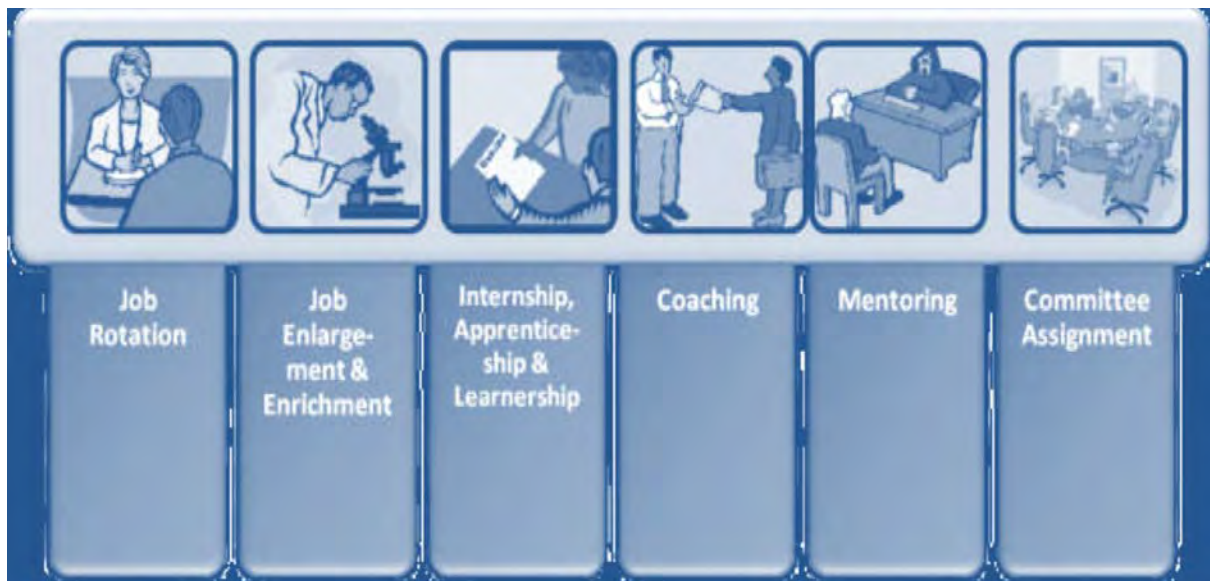 Job
Rotation
Job
Enlarge-
ment &
Enrichment
Internship,
Apprentice-
ship &
Learnership
Coaching
Mentoring
Committee
Assignment